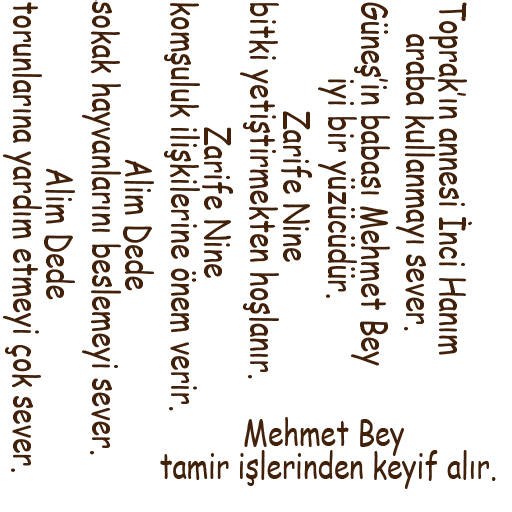 Toprak'ın annesi İnci Hanım
araba kullanmayı sever.
Güneş'in babası Mehmet Bey
iyi bir yüzücüdür.
Zarife Nine
bitki yetiştirmekten hoşlanır.
Zarife Nine
komşuluk ilişkilerine önem verir.
Alim Dede
sokak hayvanlarını beslemeyi sever.
Alim Dede
torunlarına yardım etmeyi çok sever.
Mehmet Bey
tamir işlerinden keyif alır.